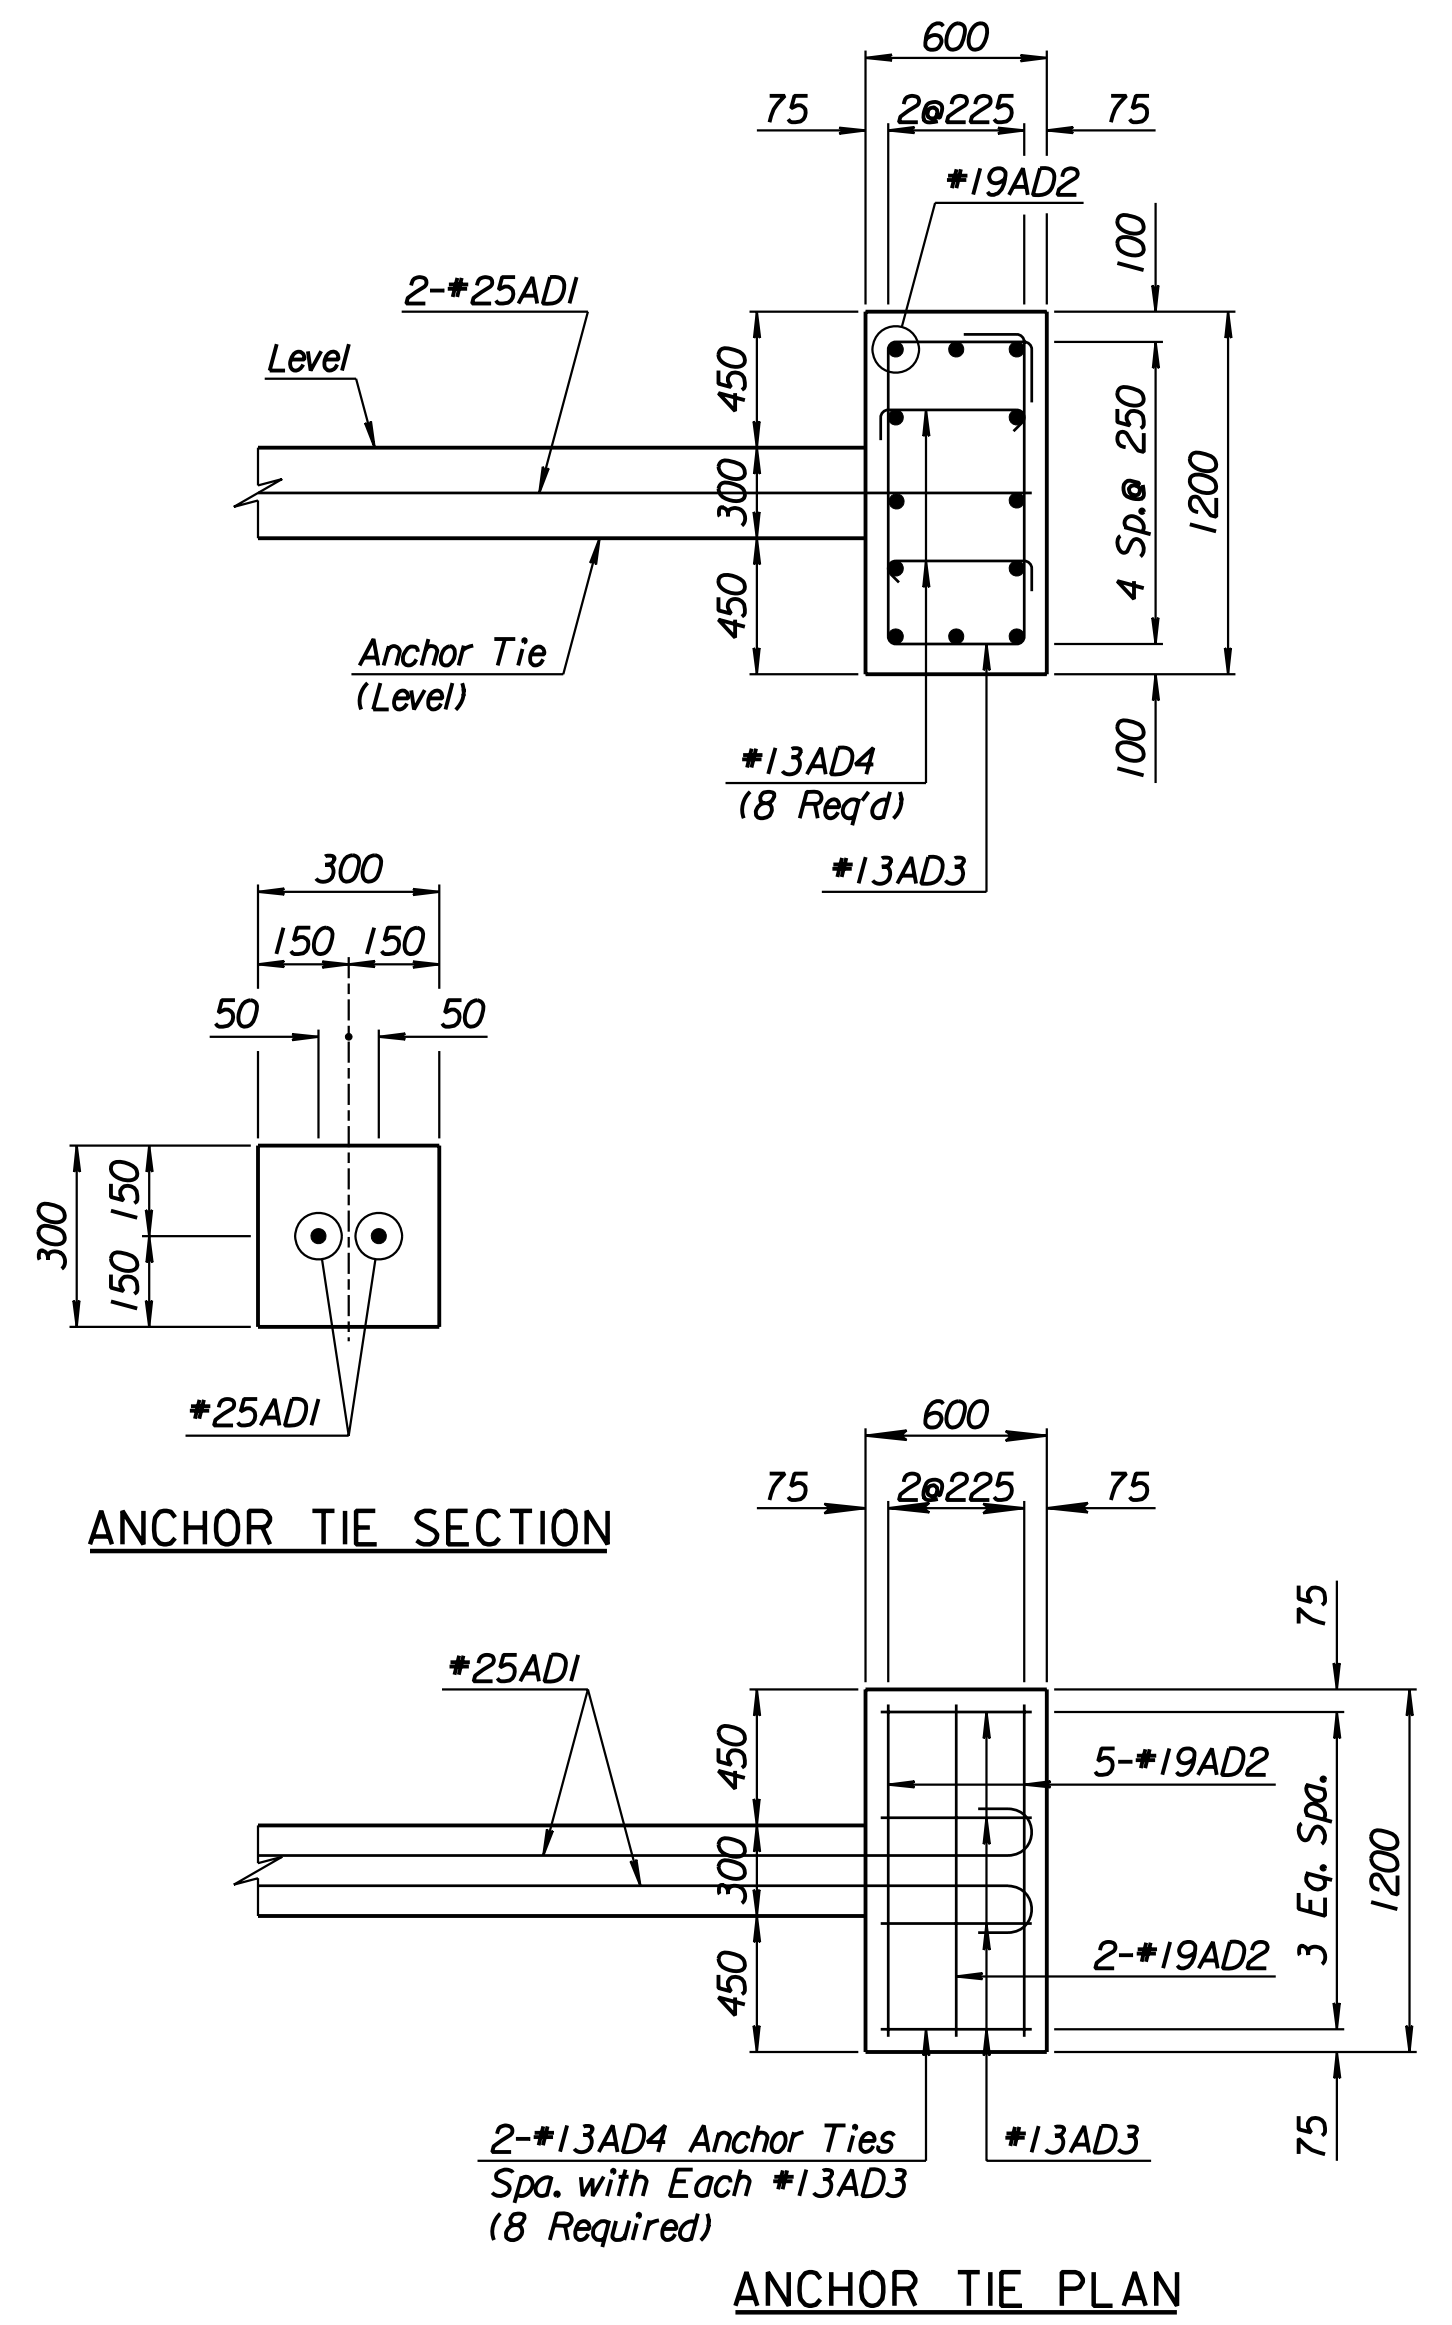 600
75
2@225
75
#19AD2
100
2-#25AD1
Level
450
300
450
4 Sp.@ 250
1200
Anchor Tie
(Level)
100
#13AD4
(8 Req'd)
#13AD3
300
150
150
50
50
300
150
150
#25AD1
ANCHOR TIE SECTION
600
75
2@225
75
75
#25AD1
450
300
450
5-#19AD2
3 Eq. Spa.
1200
2-#19AD2
75
2-#13AD4 Anchor Ties
Spa. with Each #13AD3
(8 Required)
#13AD3
ANCHOR TIE PLAN